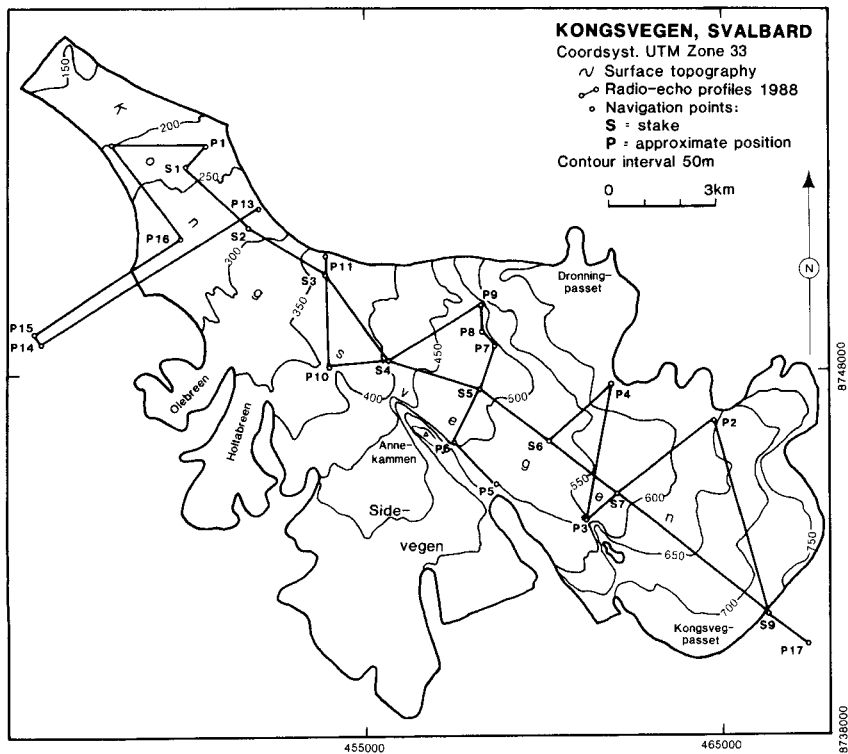 KONGSVEGEN, SVALBARD
Coordsyst. UTM Zone 33
Surface topography
Radio-echo profiles 1988
Navigation points:
S = stake
P = approximate position
Contour interval 50m
0 3km
N
150
K
200
P1
o
S1
250
P13
n
P16
S2
300
P11
S3
g
350
Dronning-
passet
P9
P15
P14
P8
450
P7
s
S4
P10
8748000
Olebreen
400
v
S5
500
P4
Holtabreen
e
P2
Anne-
kammen
P6
S6
g
P5
550
e
S7
600
n
Side-
vegen
P3
650
750
700
Kongsveg-
passet
S9
P17
455000
465000
8738000